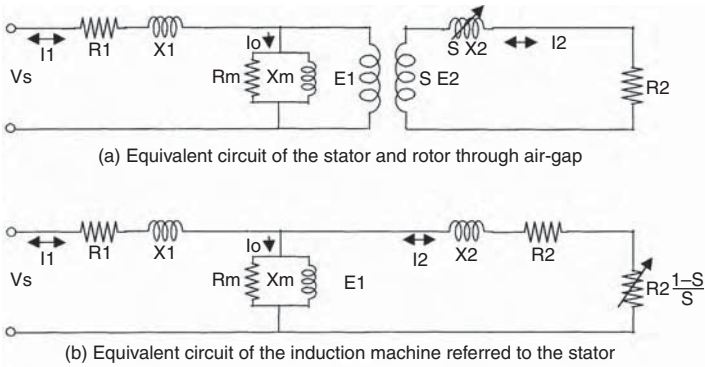 I1 R1 X1 Io S X2 I2
Vs Rm Xm E1 S E2 R2
(a) Equivalent circuit of the stator and rotor through air-gap
I1 R1 X1 Io I2 X2 R2
Vs Rm Xm E1 R2 1–S
S
(b) Equivalent circuit of the induction machine referred to the stator